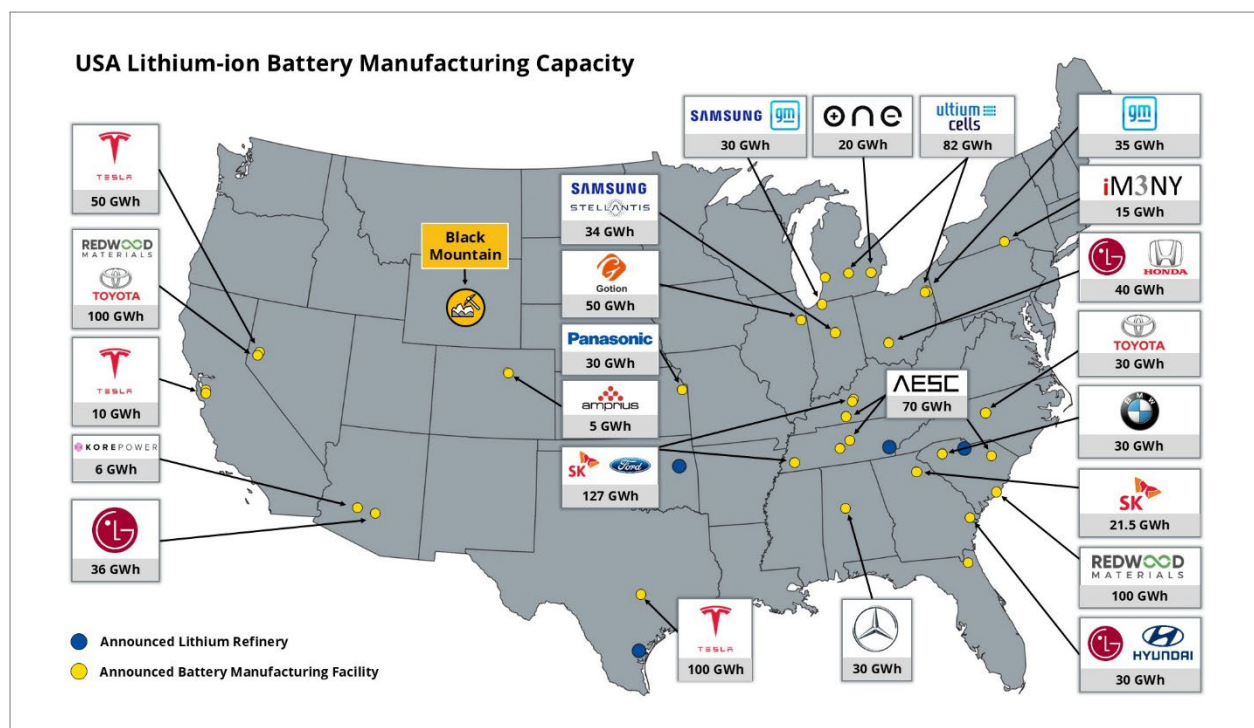 USA Lithium-ion Battery Manufacturing Capacity
TESLA
50 GWh
REDWOOD
MATERIALS
TOYOTA
100 GWh
TESLA
10 GWh
KOREPOWER
6 GWh
LG
36 GWh
Black
Mountain
SAMSUNG
STELLANTIS
34 GWh
Gotion
50 GWh
Panasonic
30 GWh
amprius
5 GWh
SK
Ford
127 GWh
SAMSUNG gm
30 GWh
one
20 GWh
ultium
cells
82 GWh
AESC
70 GWh
TESLA
100 GWh
30 GWh
gm
35 GWh
iM3NY
15 GWh
LG HONDA
40 GWh
TOYOTA
30 GWh
BMW
30 GWh
SK
21.5 GWh
REDWOOD
MATERIALS
100 GWh
LG HYUNDAI
30 GWh
Announced Lithium Refinery
Announced Battery Manufacturing Facility